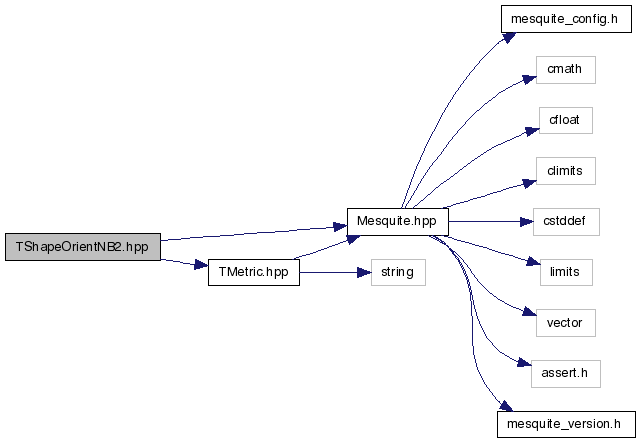 mesquite_config.h
cmath
cfloat
climits
Mesquite.hpp
cstddef
TShapeOrientNB2.hpp
TMetric.hpp
string
limits
vector
assert.h
mesquite_version.h